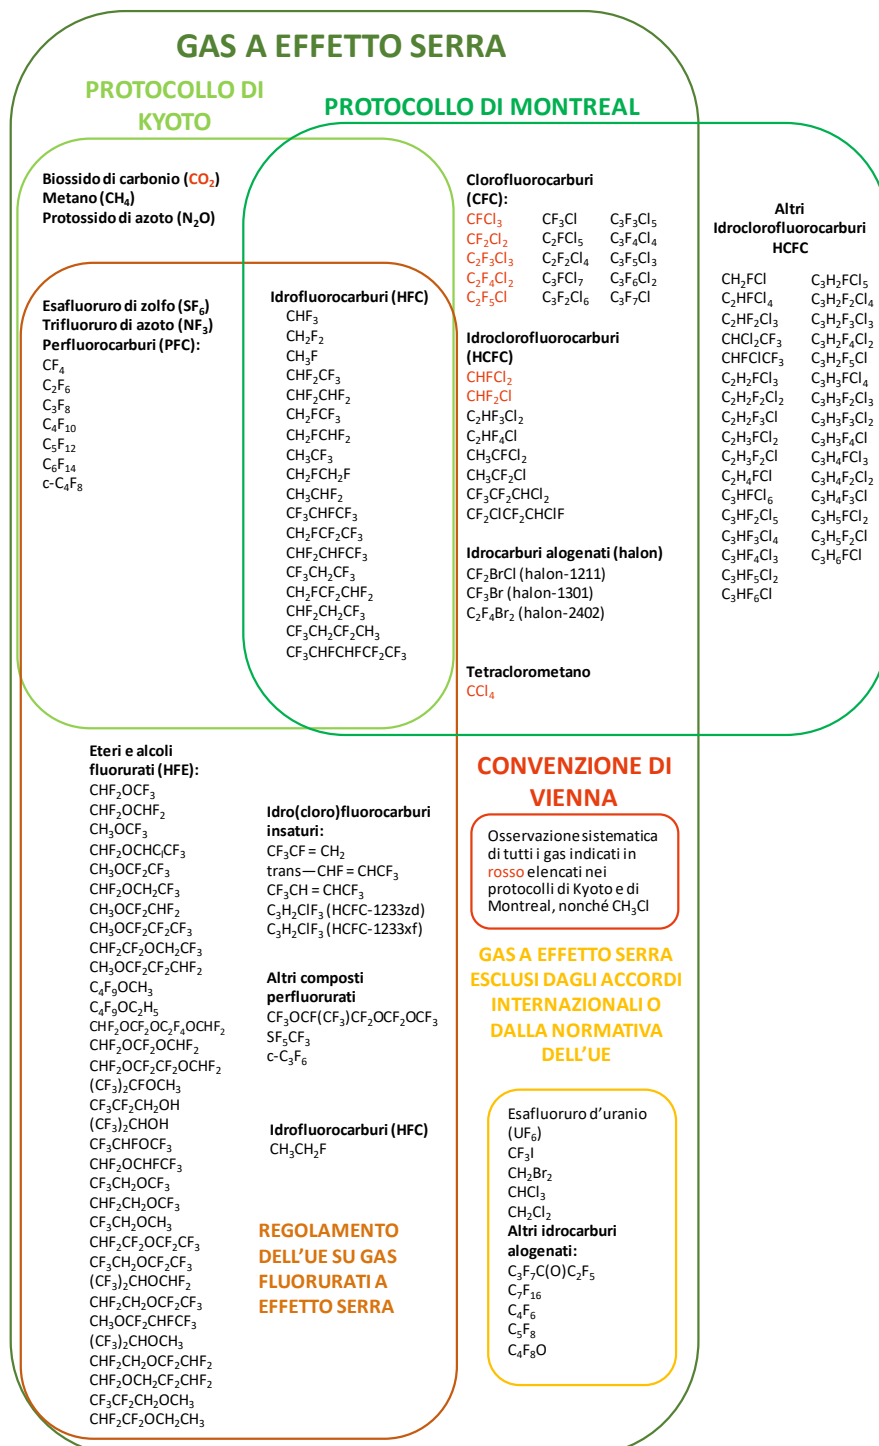 GAS A EFFETTO SERRA
PROTOCOLLO DI
KYOTO
PROTOCOLLO DI MONTREAL
Biossido di carbonio (CO₂)
Metano (CH₄)
Protossido di azoto (N₂O)
Esafluoruro di zolfo (SF₆)
Trifluoruro di azoto (NF₃)
Perfluorocarburi (PFC):
CF₄
C₂F₆
C₃F₈
C₄F₁₀
C₅F₁₂
C₆F₁₄
c-C₄F₈
Idrofluorocarburi (HFC)
CHF₃
CH₂F₂
CH₃F
CHF₂CF₃
CHF₂CHF₂
CH₂FCF₃
CH₂FCHF₂
CH₃CF₃
CH₂FCH₂F
CH₃CHF₂
CF₃CHFCF₃
CH₂FCF₂CF₃
CHF₂CHFCF₃
CF₃CH₂CF₃
CH₂FCF₂CHF₂
CHF₂CH₂CF₃
CF₃CH₂CF₂CH₃
CF₃CHFCHFCF₂CF₃
Clorofluorocarburi
(CFC):
CFCl₃ CF₃Cl C₃F₃Cl₅
CF₂Cl₂ C₂FCl₅ C₃F₄Cl₄
C₂F₃Cl₃ C₂F₂Cl₄ C₃F₅Cl₃
C₂F₄Cl₂ C₃FCl₇ C₃F₆Cl₂
C₂F₅Cl C₃F₂Cl₆ C₃F₇Cl
Idroclorofluorocarburi
(HCFC)
CHFCl₂
CHF₂Cl
C₂HF₃Cl₂
C₂HF₄Cl
CH₃CFCl₂
CH₃CF₂Cl
CF₃CF₂CHCl₂
CF₂ClCF₂CHClF
Idrocarburi alogenati (halon)
CF₂BrCl (halon-1211)
CF₃Br (halon-1301)
C₂F₄Br₂ (halon-2402)
Tetraclorometano
CCl₄
Altri
Idroclorofluorocarburi
HCFC
CH₂FCl C₃H₂FCl₅
C₂HFCl₄ C₃H₂F₂Cl₄
C₂HF₂Cl₃ C₃H₂F₃Cl₃
CHCl₂CF₃ C₃H₂F₄Cl₂
CHFClCF₃ C₃H₂F₅Cl
C₂H₂FCl₃ C₃H₃FCl₄
C₂H₂F₂Cl₂ C₃H₃F₂Cl₃
C₂H₂F₃Cl C₃H₃F₃Cl₂
C₂H₃FCl₂ C₃H₃F₄Cl
C₂H₃F₂Cl C₃H₄FCl₃
C₂H₄FCl C₃H₄F₂Cl₂
C₃HFCl₆ C₃H₄F₃Cl
C₃HF₂Cl₅ C₃H₅FCl₂
C₃HF₃Cl₄ C₃H₅F₂Cl
C₃HF₄Cl₃ C₃H₆FCl
C₃HF₅Cl₂
C₃HF₆Cl
Eteri e alcoli
fluorurati (HFE):
CHF₂OCF₃
CHF₂OCHF₂
CH₃OCF₃
CHF₂OCHClCF₃
CH₃OCF₂CF₃
CHF₂OCH₂CF₃
CH₃OCF₂CHF₂
CH₃OCF₂CF₂CF₃
CHF₂CF₂OCH₂CF₃
CH₃OCF₂CF₂CHF₂
C₄F₉OCH₃
C₄F₉OC₂H₅
CHF₂OCF₂OC₂F₄OCHF₂
CHF₂OCF₂OCHF₂
CHF₂OCF₂CF₂OCHF₂
(CF₃)₂CFOCH₃
CF₃CF₂CH₂OH
(CF₃)₂CHOH
CF₃CHFOCF₃
CHF₂OCHFCF₃
CF₃CH₂OCF₃
CHF₂CH₂OCF₃
CF₃CH₂OCH₃
CHF₂CF₂OCF₂CF₃
CF₃CH₂OCF₂CF₃
(CF₃)₂CHOCHF₂
CHF₂CH₂OCF₂CF₃
CH₃OCF₂CHFCF₃
(CF₃)₂CHOCH₃
CHF₂CH₂OCF₂CHF₂
CHF₂OCH₂CF₂CHF₂
CF₃CF₂CH₂OCH₃
CHF₂CF₂OCH₂CH₃
Idro(cloro)fluorocarburi
insaturi:
CF₃CF = CH₂
trans—CHF = CHCF₃
CF₃CH = CHCF₃
C₃H₂ClF₃ (HCFC-1233zd)
C₃H₂ClF₃ (HCFC-1233xf)
Altri composti
perfluorurati
CF₃OCF(CF₃)CF₂OCF₂OCF₃
SF₅CF₃
c-C₃F₆
Idrofluorocarburi (HFC)
CH₃CH₂F
REGOLAMENTO
DELL'UE SU GAS
FLUORURATI A
EFFETTO SERRA
CONVENZIONE DI
VIENNA
Osservazione sistematica
di tutti i gas indicati in
rosso elencati nei
protocolli di Kyoto e di
Montreal, nonché CH₃Cl
GAS A EFFETTO SERRA
ESCLUSI DAGLI ACCORDI
INTERNAZIONALI O
DALLA NORMATIVA
DELL'UE
Esafluoruro d'uranio
(UF₆)
CF₃I
CH₂Br₂
CHCl₃
CH₂Cl₂
Altri idrocarburi
alogenati:
C₃F₇C(O)C₂F₅
C₇F₁₆
C₄F₆
C₅F₈
C₄F₈O